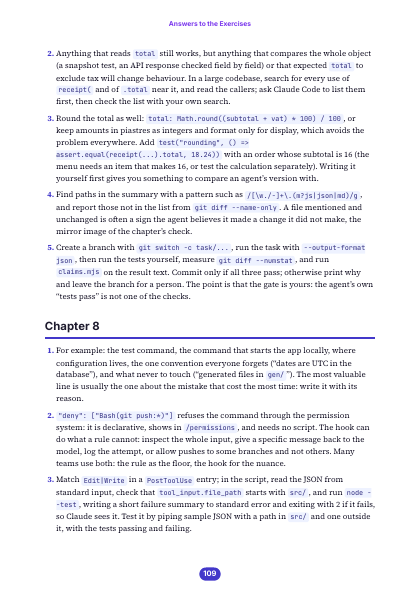 Answers to the Exercises
2. Anything that reads total still works, but anything that compares the whole object
(a snapshot test, an API response checked field by field) or that expected total to
exclude tax will change behaviour. In a large codebase, search for every use of
receipt( and of .total near it, and read the callers; ask Claude Code to list them
first, then check the list with your own search.
3. Round the total as well: total: Math.round((subtotal + vat) * 100) / 100, or
keep amounts in piastres as integers and format only for display, which avoids the
problem everywhere. Add test("rounding", () =>
assert.equal(receipt(...).total, 18.24)) with an order whose subtotal is 16 (the
menu needs an item that makes 16, or test the calculation separately). Writing it
yourself first gives you something to compare an agent's version with.
4. Find paths in the summary with a pattern such as /[\w./-]+\.(m?js|json|md)/g,
and report those not in the list from git diff --name-only. A file mentioned and
unchanged is often a sign the agent believes it made a change it did not make, the
mirror image of the chapter's check.
5. Create a branch with git switch -c task/..., run the task with --output-format
json, then run the tests yourself, measure git diff --numstat, and run
claims.mjs on the result text. Commit only if all three pass; otherwise print why
and leave the branch for a person. The point is that the gate is yours: the agent's own
“tests pass” is not one of the checks.
Chapter 8
1. For example: the test command, the command that starts the app locally, where
configuration lives, the one convention everyone forgets (“dates are UTC in the
database”), and what never to touch (“generated files in gen/”). The most valuable
line is usually the one about the mistake that cost the most time: write it with its
reason.
2. "deny": ["Bash(git push:*)"] refuses the command through the permission
system: it is declarative, shows in /permissions, and needs no script. The hook can
do what a rule cannot: inspect the whole input, give a specific message back to the
model, log the attempt, or allow pushes to some branches and not others. Many
teams use both: the rule as the floor, the hook for the nuance.
3. Match Edit|Write in a PostToolUse entry; in the script, read the JSON from
standard input, check that tool_input.file_path starts with src/, and run node -
-test, writing a short failure summary to standard error and exiting with 2 if it fails,
so Claude sees it. Test it by piping sample JSON with a path in src/ and one outside
it, with the tests passing and failing.
109